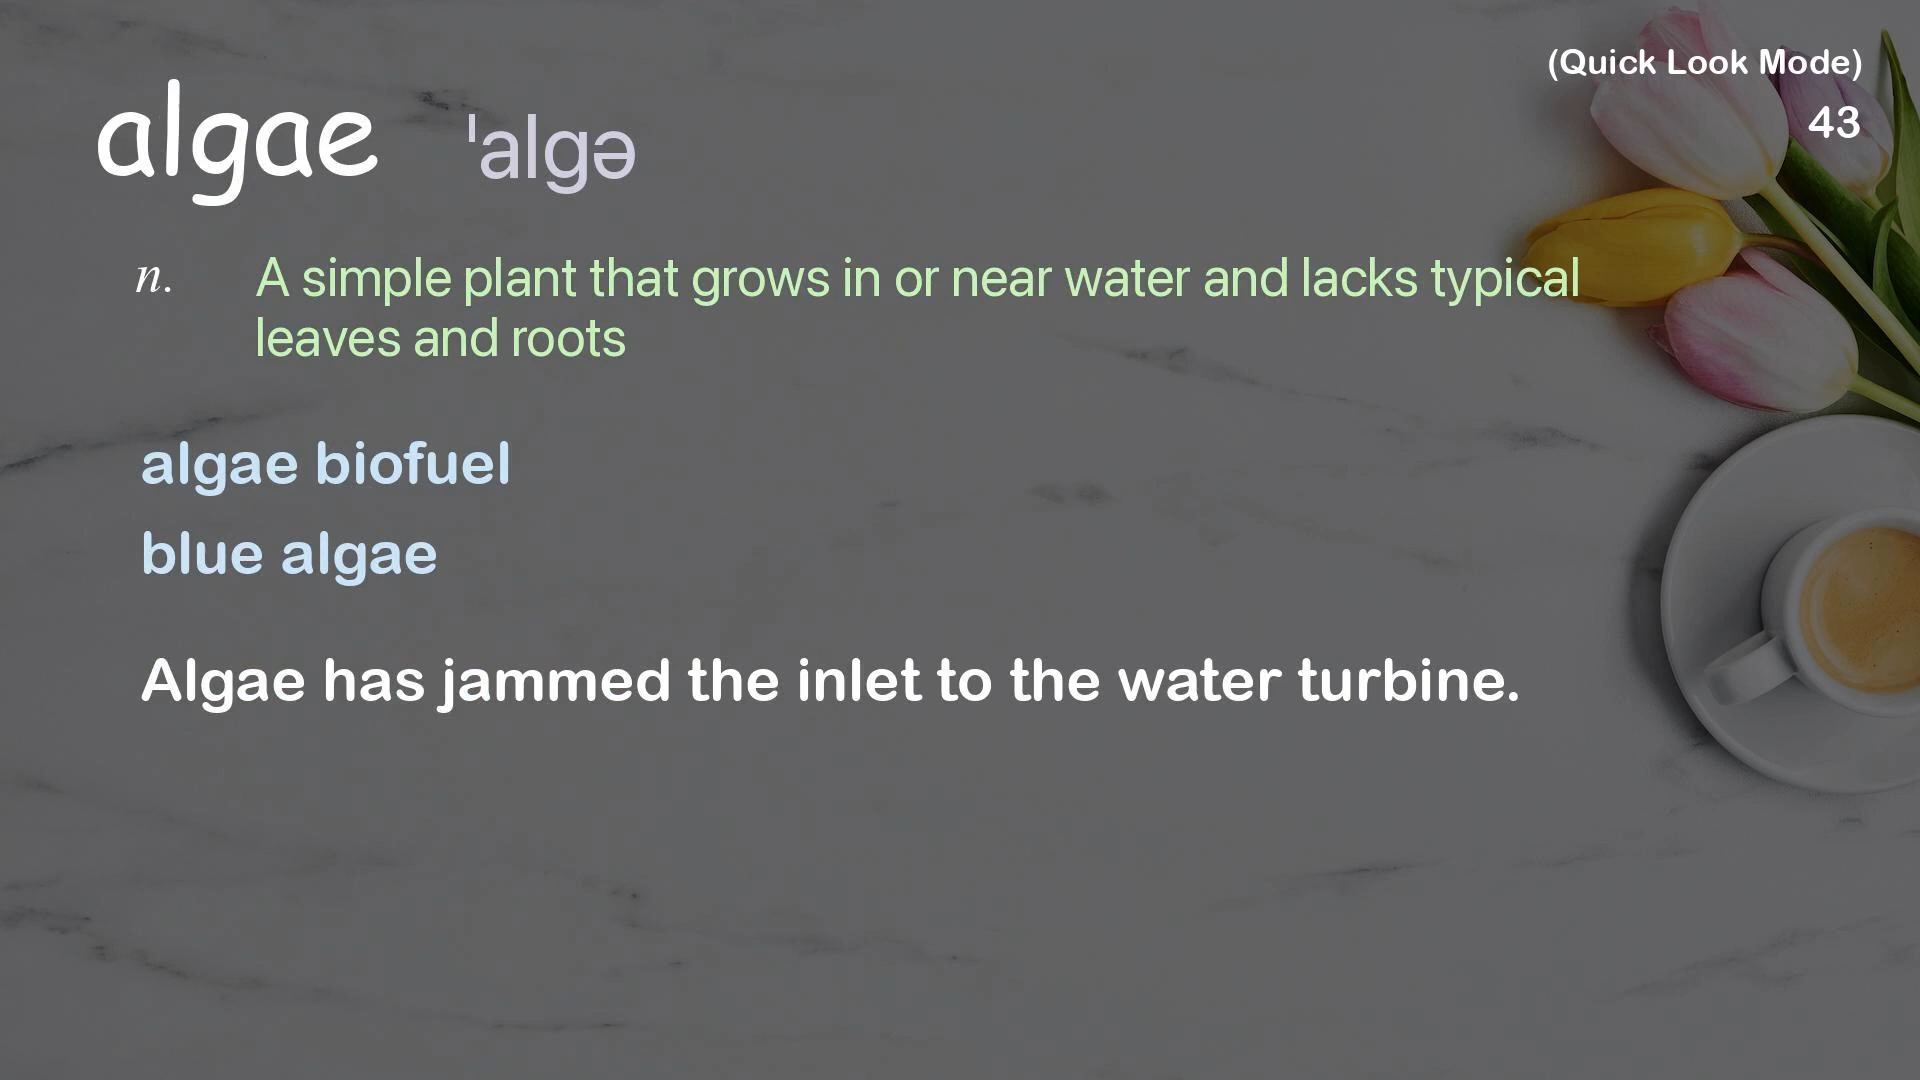 (Quick Look Mode)
43
algae ˈalgə
n. A simple plant that grows in or near water and lacks typical
leaves and roots
algae biofuel
blue algae
Algae has jammed the inlet to the water turbine.